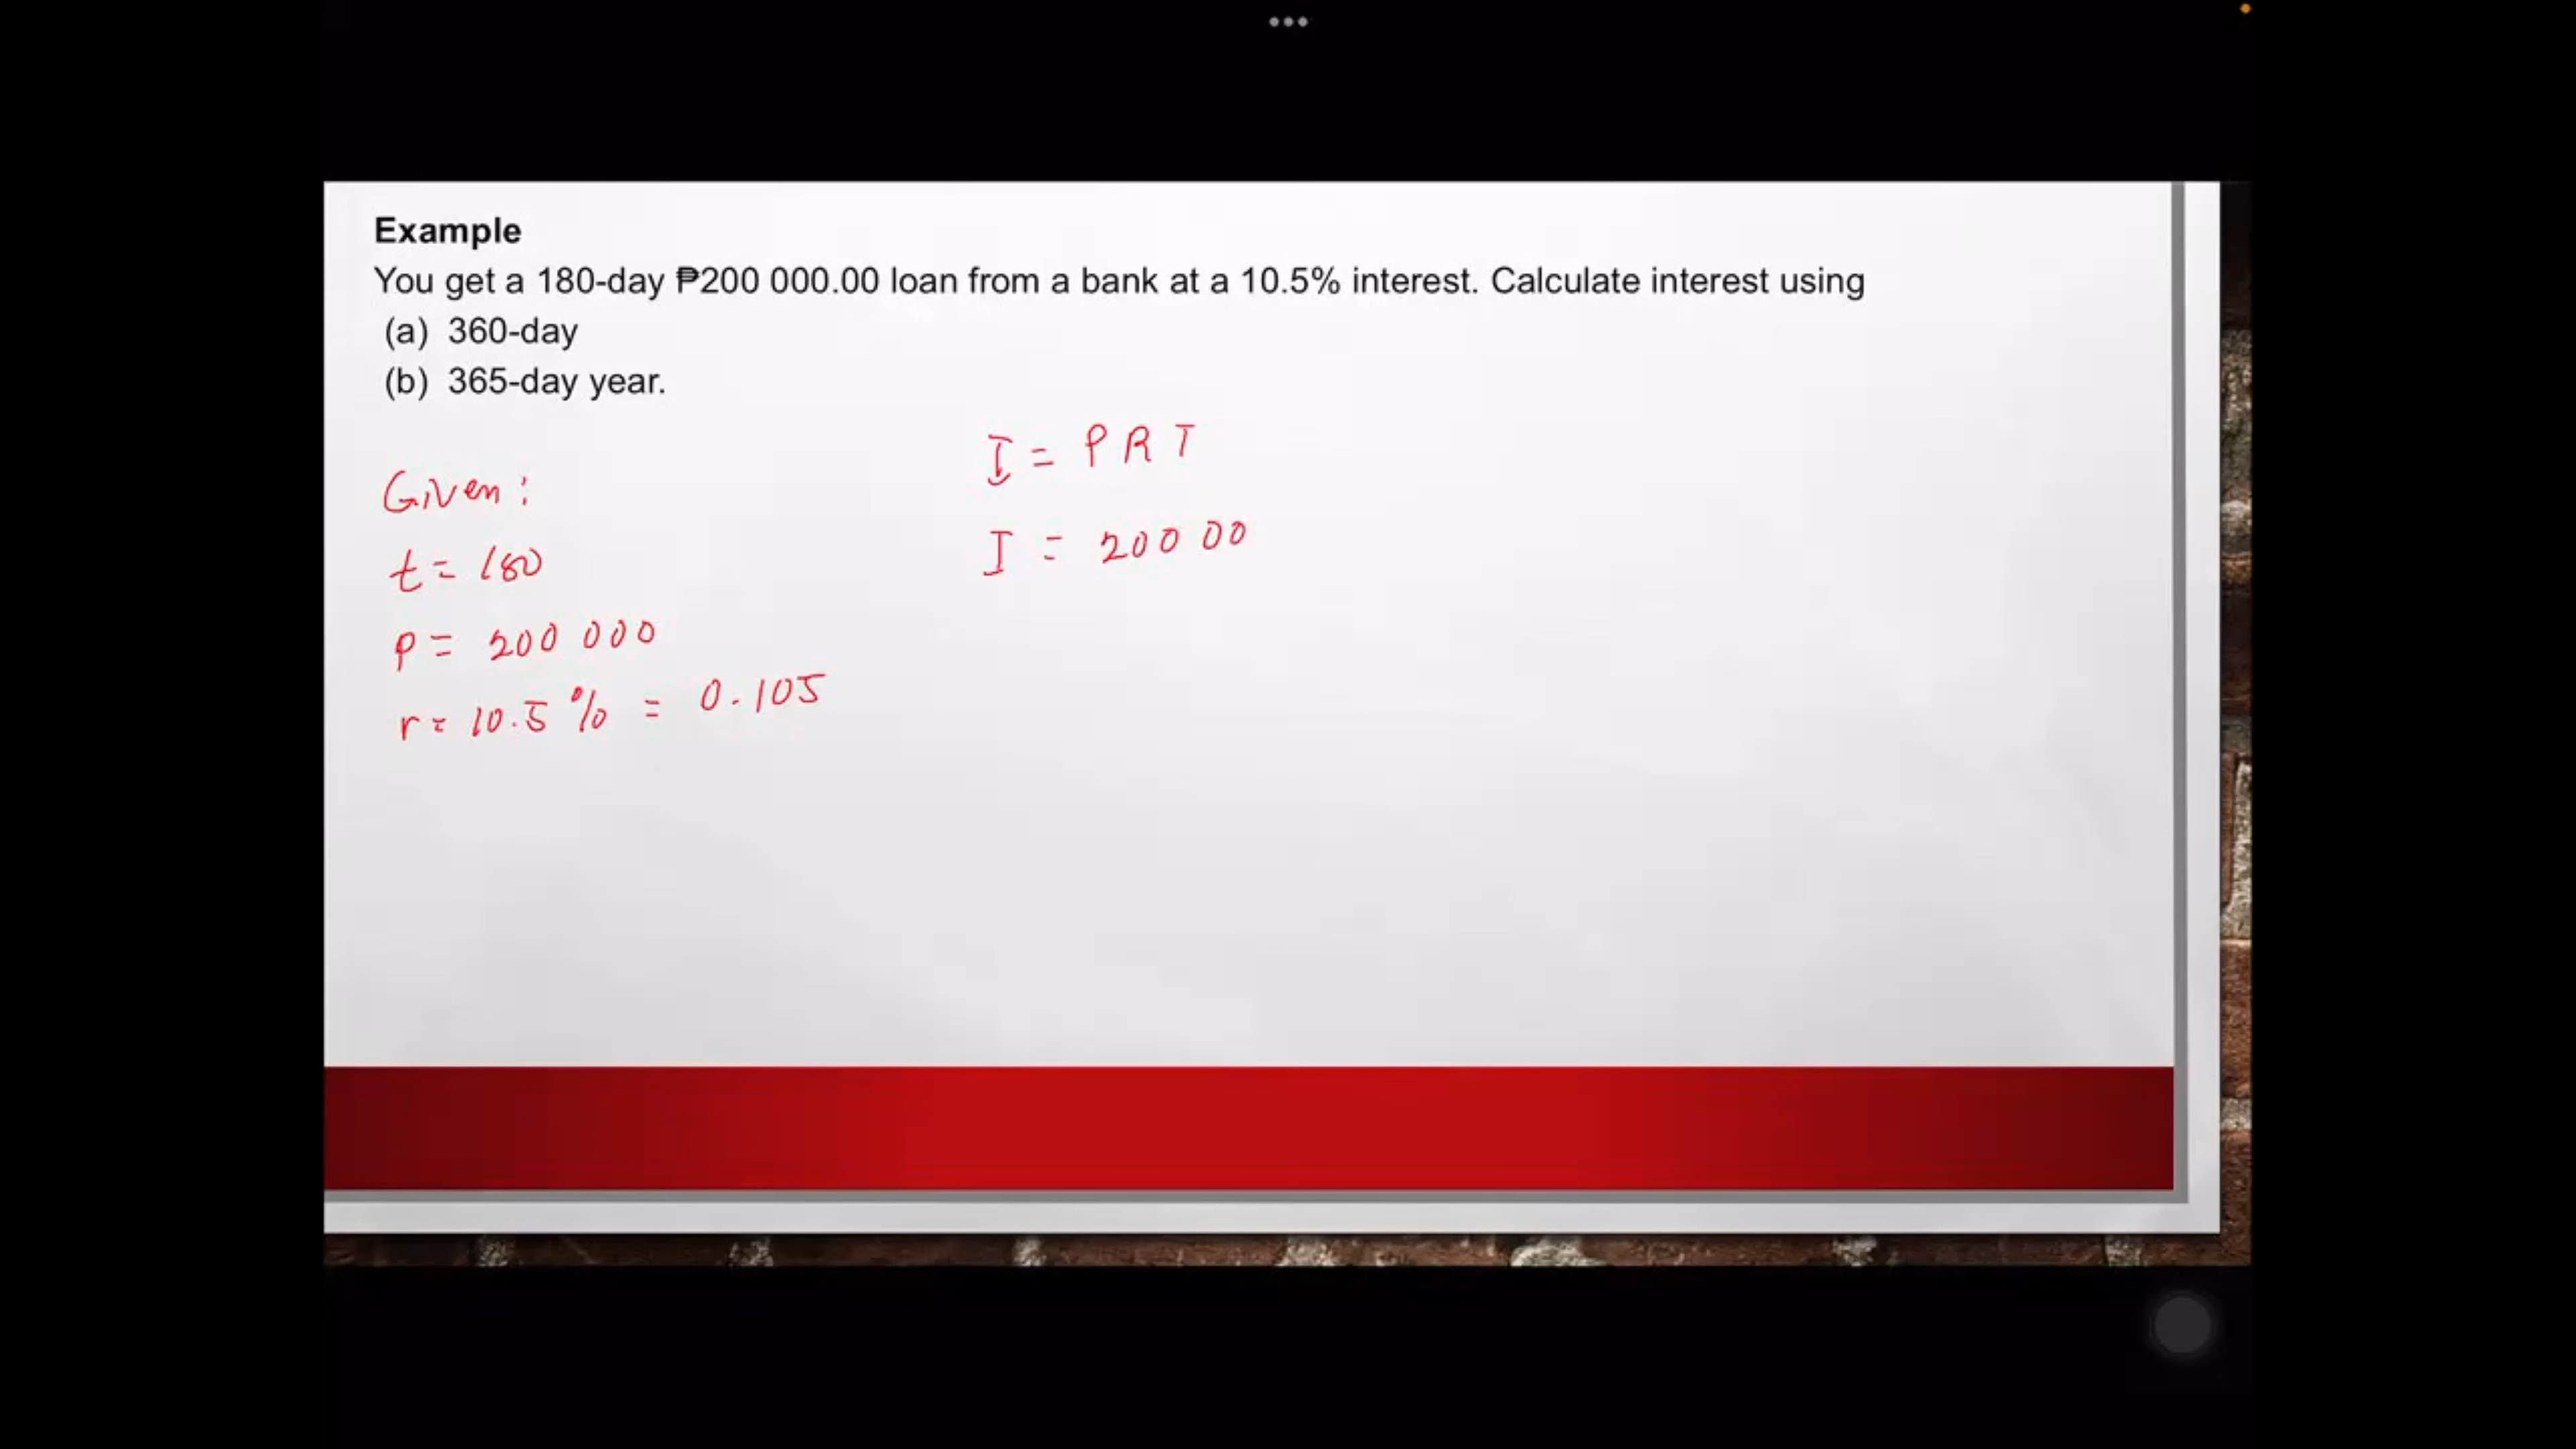 Example
You get a 180-day ₱200 000.00 loan from a bank at a 10.5% interest. Calculate interest using
(a) 360-day
(b) 365-day year.
Given:
t = 180
P = 200 000
r = 10.5 % = 0.105
I = P R T
I = 200 00